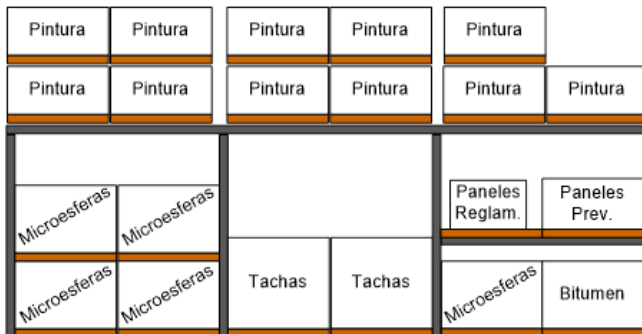 Pintura Pintura Pintura Pintura Pintura
Pintura Pintura Pintura Pintura Pintura Pintura
Microesferas Microesferas
Paneles Reglam.
Paneles Prev.
Microesferas Microesferas
Tachas Tachas
Microesferas Bitumen